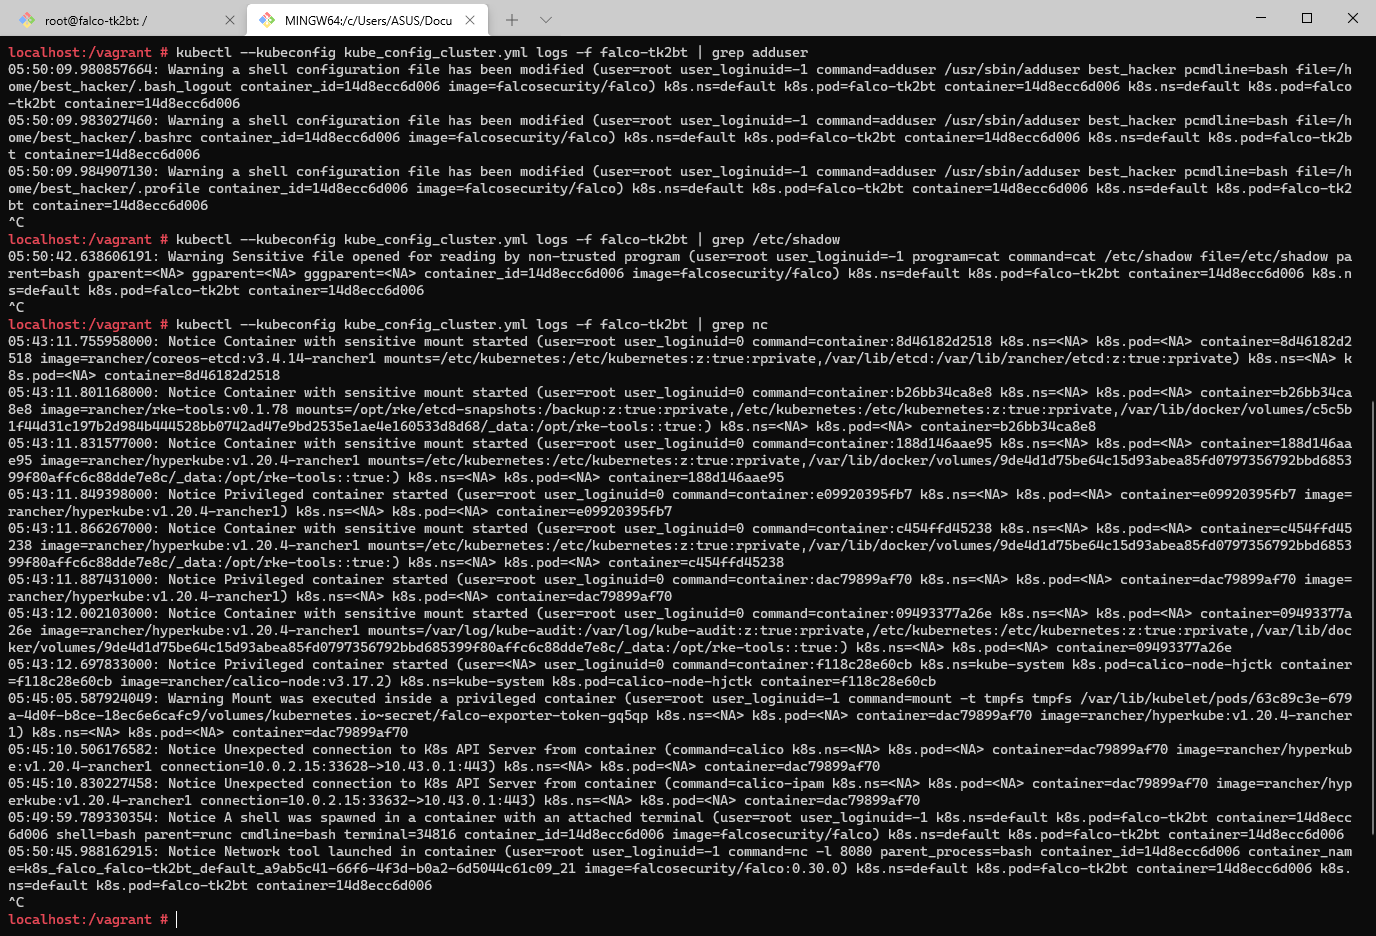 root@falco-tk2bt: /
MINGW64:/c/Users/ASUS/Docu
localhost:/vagrant # kubectl --kubeconfig kube_config_cluster.yml logs -f falco-tk2bt | grep adduser
05:50:09.980857664: Warning a shell configuration file has been modified (user=root user_loginuid=-1 command=adduser /usr/sbin/adduser best_hacker pcmdline=bash file=/h
ome/best_hacker/.bash_logout container_id=14d8ecc6d006 image=falcosecurity/falco) k8s.ns=default k8s.pod=falco-tk2bt container=14d8ecc6d006 k8s.ns=default k8s.pod=falco
-tk2bt container=14d8ecc6d006
05:50:09.983027460: Warning a shell configuration file has been modified (user=root user_loginuid=-1 command=adduser /usr/sbin/adduser best_hacker pcmdline=bash file=/h
ome/best_hacker/.bashrc container_id=14d8ecc6d006 image=falcosecurity/falco) k8s.ns=default k8s.pod=falco-tk2bt container=14d8ecc6d006 k8s.ns=default k8s.pod=falco-tk2b
t container=14d8ecc6d006
05:50:09.984907130: Warning a shell configuration file has been modified (user=root user_loginuid=-1 command=adduser /usr/sbin/adduser best_hacker pcmdline=bash file=/h
ome/best_hacker/.profile container_id=14d8ecc6d006 image=falcosecurity/falco) k8s.ns=default k8s.pod=falco-tk2bt container=14d8ecc6d006 k8s.ns=default k8s.pod=falco-tk2
bt container=14d8ecc6d006
^C
localhost:/vagrant # kubectl --kubeconfig kube_config_cluster.yml logs -f falco-tk2bt | grep /etc/shadow
05:50:42.638606191: Warning Sensitive file opened for reading by non-trusted program (user=root user_loginuid=-1 program=cat command=cat /etc/shadow file=/etc/shadow pa
rent=bash gparent=<NA> ggparent=<NA> gggparent=<NA> container_id=14d8ecc6d006 image=falcosecurity/falco) k8s.ns=default k8s.pod=falco-tk2bt container=14d8ecc6d006 k8s.n
s=default k8s.pod=falco-tk2bt container=14d8ecc6d006
^C
localhost:/vagrant # kubectl --kubeconfig kube_config_cluster.yml logs -f falco-tk2bt | grep nc
05:43:11.755958000: Notice Container with sensitive mount started (user=root user_loginuid=0 command=container:8d46182d2518 k8s.ns=<NA> k8s.pod=<NA> container=8d46182d2
518 image=rancher/coreos-etcd:v3.4.14-rancher1 mounts=/etc/kubernetes:/etc/kubernetes:z:true:rprivate,/var/lib/etcd:/var/lib/rancher/etcd:z:true:rprivate) k8s.ns=<NA> k
8s.pod=<NA> container=8d46182d2518
05:43:11.801168000: Notice Container with sensitive mount started (user=root user_loginuid=0 command=container:b26bb34ca8e8 k8s.ns=<NA> k8s.pod=<NA> container=b26bb34ca
8e8 image=rancher/rke-tools:v0.1.78 mounts=/opt/rke/etcd-snapshots:/backup:z:true:rprivate,/etc/kubernetes:/etc/kubernetes:z:true:rprivate,/var/lib/docker/volumes/c5c5b
1f44d31c197b2d984b444528bb0742ad47e9bd2535e1ae4e160533d8d68/_data:/opt/rke-tools::true:) k8s.ns=<NA> k8s.pod=<NA> container=b26bb34ca8e8
05:43:11.831577000: Notice Container with sensitive mount started (user=root user_loginuid=0 command=container:188d146aae95 k8s.ns=<NA> k8s.pod=<NA> container=188d146aa
e95 image=rancher/hyperkube:v1.20.4-rancher1 mounts=/etc/kubernetes:/etc/kubernetes:z:true:rprivate,/var/lib/docker/volumes/9de4d1d75be64c15d93abea85fd0797356792bbd6853
99f80affc6c88dde7e8c/_data:/opt/rke-tools::true:) k8s.ns=<NA> k8s.pod=<NA> container=188d146aae95
05:43:11.849398000: Notice Privileged container started (user=root user_loginuid=0 command=container:e09920395fb7 k8s.ns=<NA> k8s.pod=<NA> container=e09920395fb7 image=
rancher/hyperkube:v1.20.4-rancher1) k8s.ns=<NA> k8s.pod=<NA> container=e09920395fb7
05:43:11.866267000: Notice Container with sensitive mount started (user=root user_loginuid=0 command=container:c454ffd45238 k8s.ns=<NA> k8s.pod=<NA> container=c454ffd45
238 image=rancher/hyperkube:v1.20.4-rancher1 mounts=/etc/kubernetes:/etc/kubernetes:z:true:rprivate,/var/lib/docker/volumes/9de4d1d75be64c15d93abea85fd0797356792bbd6853
99f80affc6c88dde7e8c/_data:/opt/rke-tools::true:) k8s.ns=<NA> k8s.pod=<NA> container=c454ffd45238
05:43:11.887431000: Notice Privileged container started (user=root user_loginuid=0 command=container:dac79899af70 k8s.ns=<NA> k8s.pod=<NA> container=dac79899af70 image=
rancher/hyperkube:v1.20.4-rancher1) k8s.ns=<NA> k8s.pod=<NA> container=dac79899af70
05:43:12.002103000: Notice Container with sensitive mount started (user=root user_loginuid=0 command=container:09493377a26e k8s.ns=<NA> k8s.pod=<NA> container=09493377a
26e image=rancher/hyperkube:v1.20.4-rancher1 mounts=/var/log/kube-audit:/var/log/kube-audit:z:true:rprivate,/etc/kubernetes:/etc/kubernetes:z:true:rprivate,/var/lib/doc
ker/volumes/9de4d1d75be64c15d93abea85fd0797356792bbd685399f80affc6c88dde7e8c/_data:/opt/rke-tools::true:) k8s.ns=<NA> k8s.pod=<NA> container=09493377a26e
05:43:12.697833000: Notice Privileged container started (user=<NA> user_loginuid=0 command=container:f118c28e60cb k8s.ns=kube-system k8s.pod=calico-node-hjctk container
=f118c28e60cb image=rancher/calico-node:v3.17.2) k8s.ns=kube-system k8s.pod=calico-node-hjctk container=f118c28e60cb
05:45:05.587924049: Warning Mount was executed inside a privileged container (user=root user_loginuid=-1 command=mount -t tmpfs tmpfs /var/lib/kubelet/pods/63c89c3e-679
a-4d0f-b8ce-18ec6e6cafc9/volumes/kubernetes.io~secret/falco-exporter-token-gq5qp k8s.ns=<NA> k8s.pod=<NA> container=dac79899af70 image=rancher/hyperkube:v1.20.4-rancher
1) k8s.ns=<NA> k8s.pod=<NA> container=dac79899af70
05:45:10.506176582: Notice Unexpected connection to K8s API Server from container (command=calico k8s.ns=<NA> k8s.pod=<NA> container=dac79899af70 image=rancher/hyperkub
e:v1.20.4-rancher1 connection=10.0.2.15:33628->10.43.0.1:443) k8s.ns=<NA> k8s.pod=<NA> container=dac79899af70
05:45:10.830227458: Notice Unexpected connection to K8s API Server from container (command=calico-ipam k8s.ns=<NA> k8s.pod=<NA> container=dac79899af70 image=rancher/hyp
erkube:v1.20.4-rancher1 connection=10.0.2.15:33632->10.43.0.1:443) k8s.ns=<NA> k8s.pod=<NA> container=dac79899af70
05:49:59.789330354: Notice A shell was spawned in a container with an attached terminal (user=root user_loginuid=-1 k8s.ns=default k8s.pod=falco-tk2bt container=14d8ecc
6d006 shell=bash parent=runc cmdline=bash terminal=34816 container_id=14d8ecc6d006 image=falcosecurity/falco) k8s.ns=default k8s.pod=falco-tk2bt container=14d8ecc6d006
05:50:45.988162915: Notice Network tool launched in container (user=root user_loginuid=-1 command=nc -l 8080 parent_process=bash container_id=14d8ecc6d006 container_nam
e=k8s_falco_falco-tk2bt_default_a9ab5c41-66f6-4f3d-b0a2-6d5044c61c09_21 image=falcosecurity/falco:0.30.0) k8s.ns=default k8s.pod=falco-tk2bt container=14d8ecc6d006 k8s.
ns=default k8s.pod=falco-tk2bt container=14d8ecc6d006
^C
localhost:/vagrant #